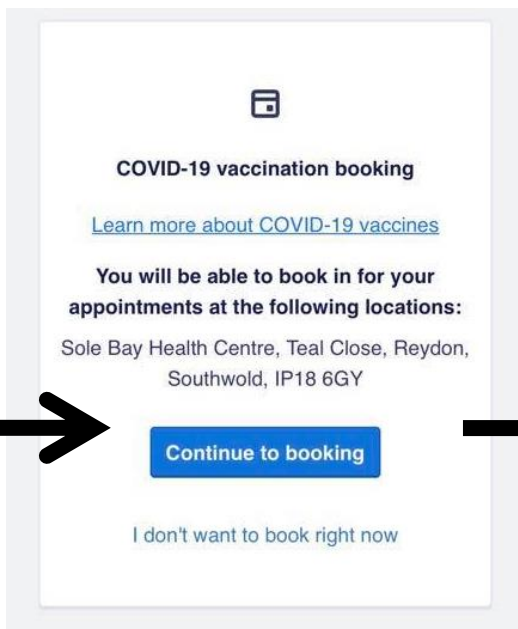 COVID-19 vaccination booking
Learn more about COVID-19 vaccines
You will be able to book in for your
appointments at the following locations:
Sole Bay Health Centre, Teal Close, Reydon,
Southwold, IP18 6GY
Continue to booking
I don't want to book right now